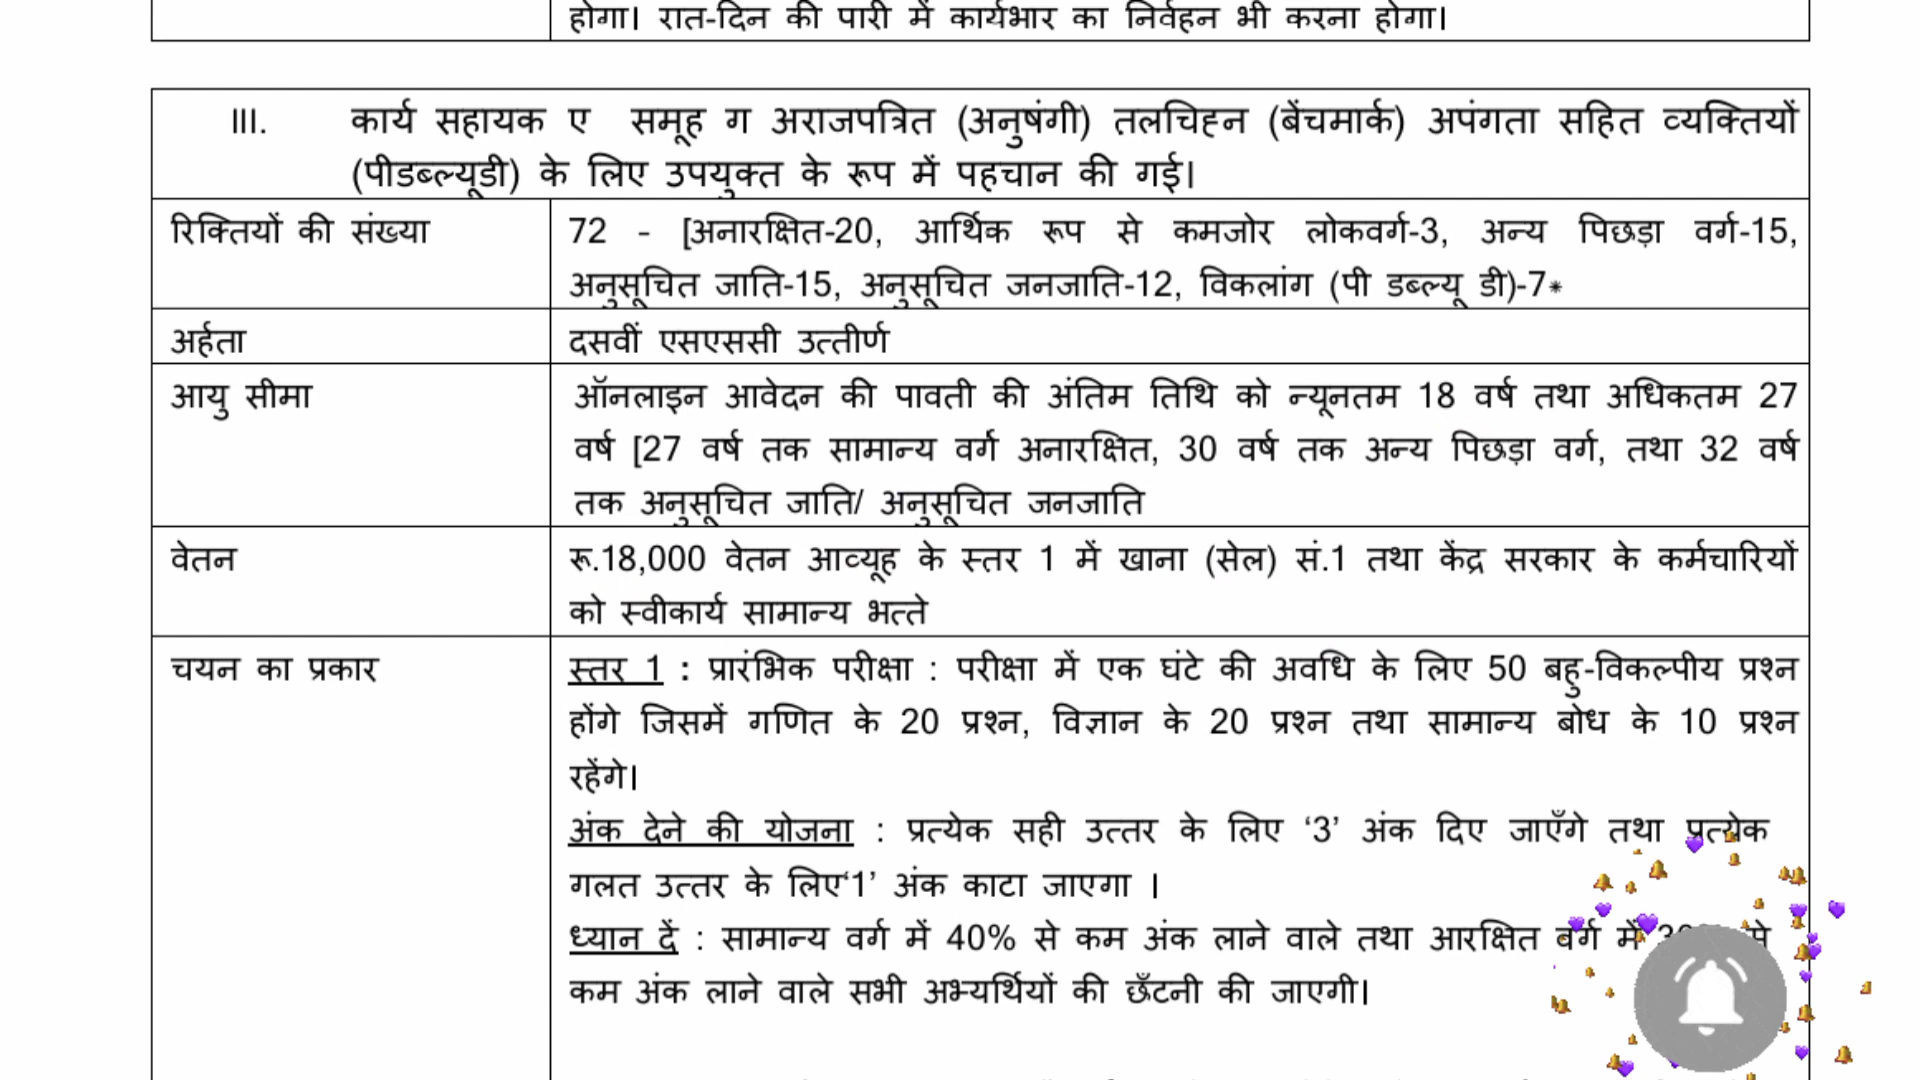 होगा। रात-दिन की पारी में कार्यभार का निर्वहन भी करना होगा।
III. कार्य सहायक ए समूह ग अराजपत्रित (अनुषंगी) तलचिह्न (बेंचमार्क) अपंगता सहित व्यक्तियों
(पीडब्ल्यूडी) के लिए उपयुक्त के रूप में पहचान की गई।
रिक्तियों की संख्या
72 - [अनारक्षित-20, आर्थिक रूप से कमजोर लोकवर्ग-3, अन्य पिछड़ा वर्ग-15,
अनुसूचित जाति-15, अनुसूचित जनजाति-12, विकलांग (पी डब्ल्यू डी)-7*
अर्हता
दसवीं एसएससी उत्तीर्ण
आयु सीमा
ऑनलाइन आवेदन की पावती की अंतिम तिथि को न्यूनतम 18 वर्ष तथा अधिकतम 27
वर्ष [27 वर्ष तक सामान्य वर्ग अनारक्षित, 30 वर्ष तक अन्य पिछड़ा वर्ग, तथा 32 वर्ष
तक अनुसूचित जाति/ अनुसूचित जनजाति
वेतन
रू.18,000 वेतन आव्यूह के स्तर 1 में खाना (सेल) सं.1 तथा केंद्र सरकार के कर्मचारियों
को स्वीकार्य सामान्य भत्ते
चयन का प्रकार
स्तर 1 : प्रारंभिक परीक्षा : परीक्षा में एक घंटे की अवधि के लिए 50 बहु-विकल्पीय प्रश्न
होंगे जिसमें गणित के 20 प्रश्न, विज्ञान के 20 प्रश्न तथा सामान्य बोध के 10 प्रश्न
रहेंगे।
अंक देने की योजना : प्रत्येक सही उत्तर के लिए ‘3’ अंक दिए जाएँगे तथा प्रत्येक
गलत उत्तर के लिए‘1’ अंक काटा जाएगा ।
ध्यान दें : सामान्य वर्ग में 40% से कम अंक लाने वाले तथा आरक्षित वर्ग में से
कम अंक लाने वाले सभी अभ्यर्थियों की छँटनी की जाएगी।